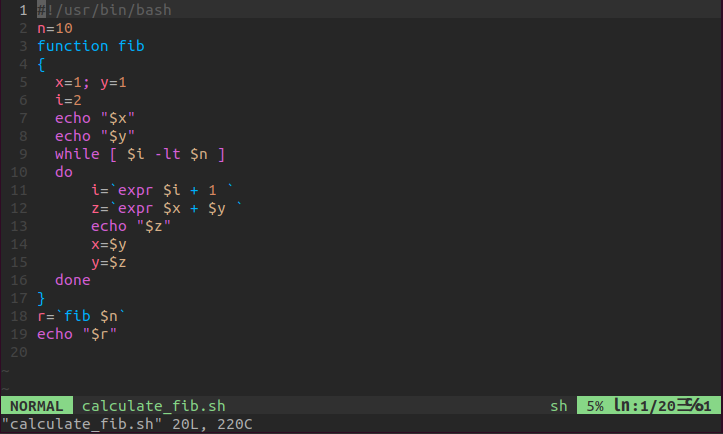 1 #!/usr/bin/bash
2 n=10
3 function fib
4 {
5   x=1; y=1
6   i=2
7   echo "$x"
8   echo "$y"
9   while [ $i -lt $n ]
10   do
11       i=`expr $i + 1 `
12       z=`expr $x + $y `
13       echo "$z"
14       x=$y
15       y=$z
16   done
17 }
18 r=`fib $n`
19 echo "$r"
20
~
~
NORMAL calculate_fib.sh sh 5% ln:1/20☰℅1
"calculate_fib.sh" 20L, 220C